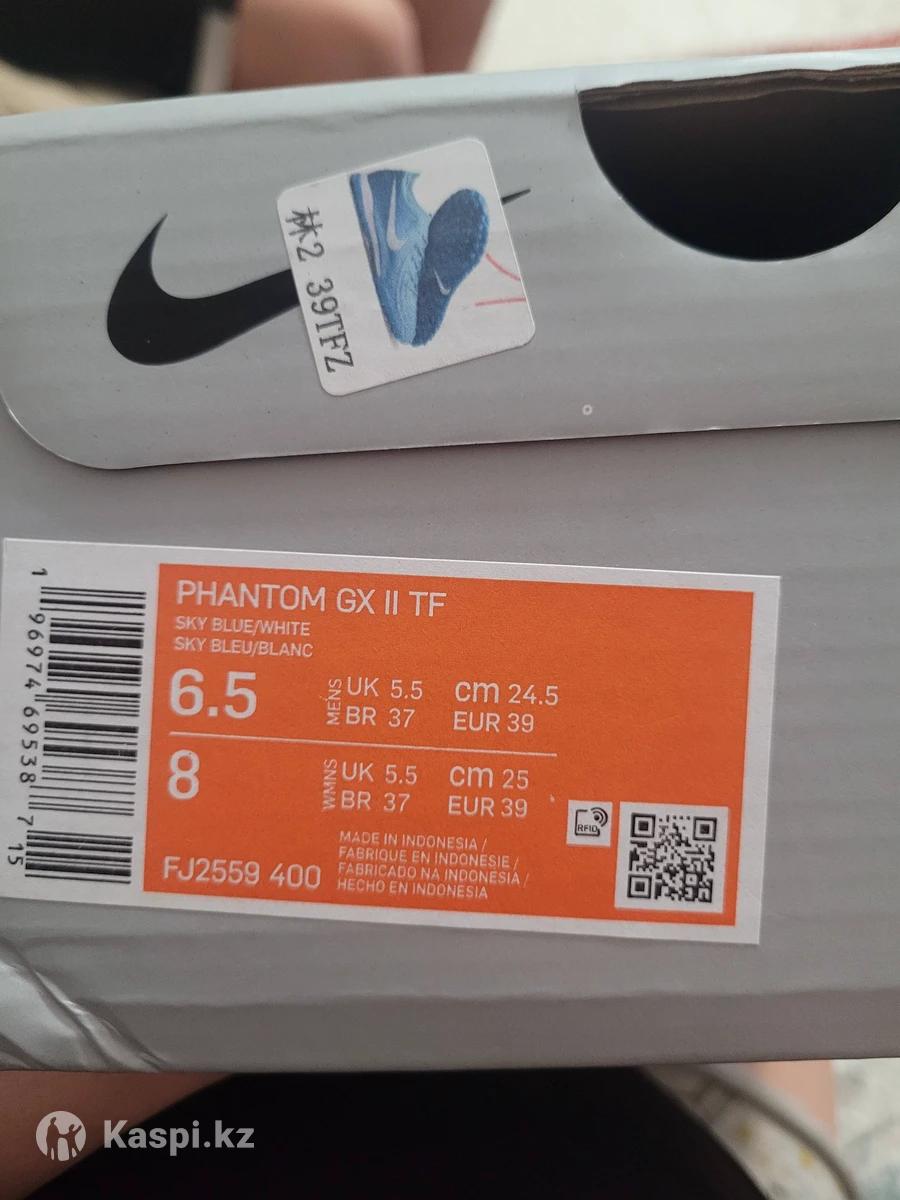 林2 39TFZ
PHANTOM GX II TF
SKY BLUE/WHITE
SKY BLEU/BLANC
6.5 MENS UK 5.5 cm 24.5
BR 37 EUR 39
8 WMNS UK 5.5 cm 25
BR 37 EUR 39
RFID
FJ2559 400
MADE IN INDONESIA /
FABRIQUE EN INDONESIE /
FABRICADO NA INDONESIA /
HECHO EN INDONESIA
1 96974 69538 7 15
Kaspi.kz